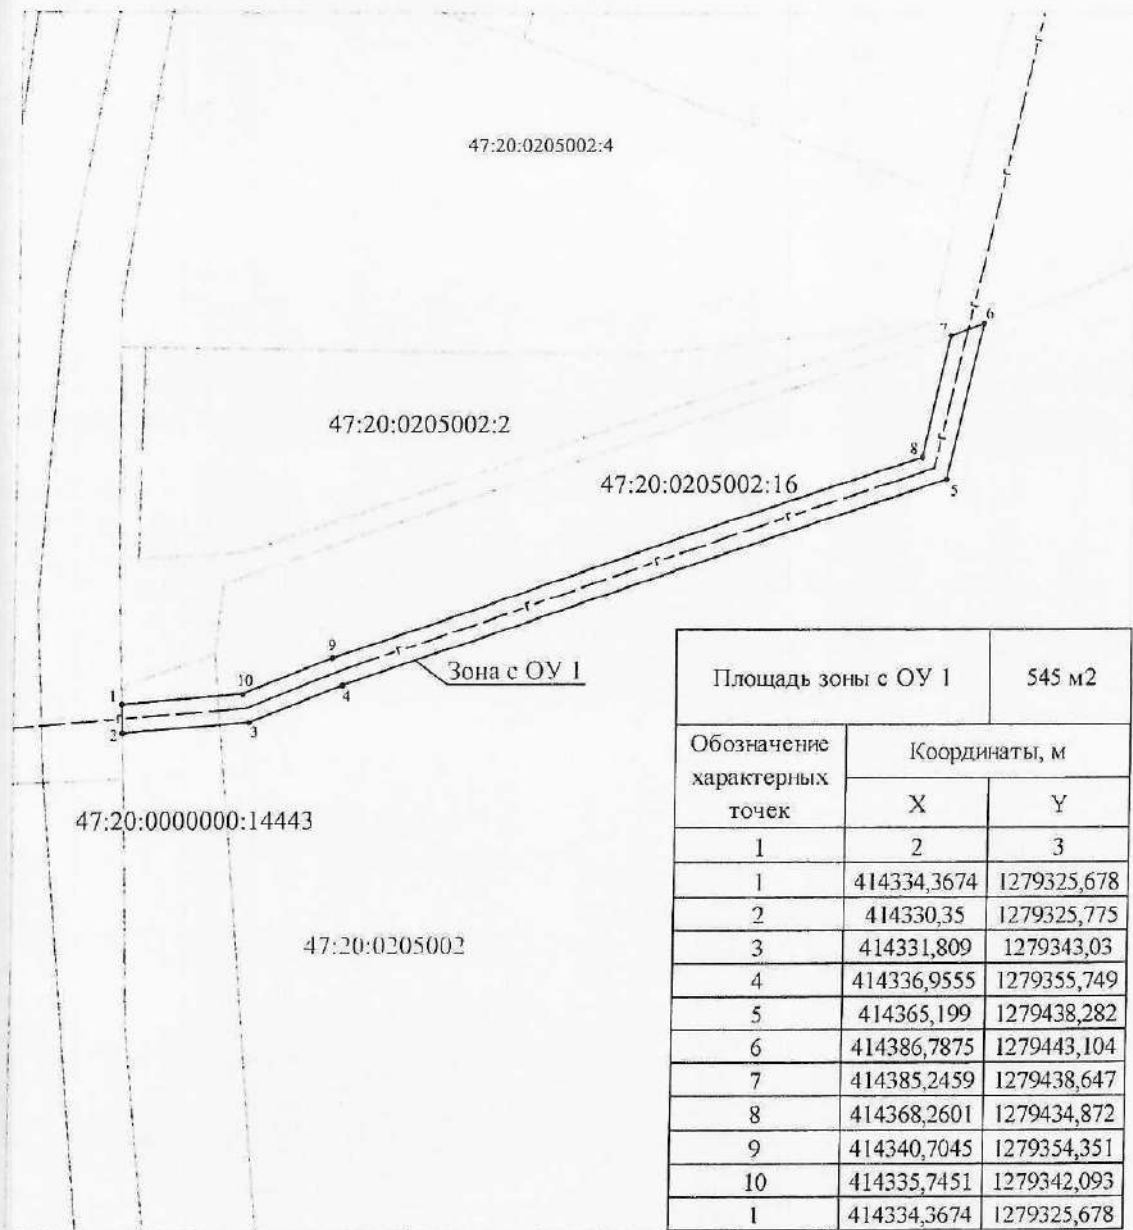 47:20:0205002:4
6
7
47:20:0205002:2
8
47:20:0205002:16
5
9
Зона с ОУ 1
10
4
1
2
3
47:20:0000000:14443
47:20:0205002
Площадь зоны с ОУ 1 545 м2
Обозначение характерных точек Координаты, м
X Y
1 2 3
1 414334,3674 1279325,678
2 414330,35 1279325,775
3 414331,809 1279343,03
4 414336,9555 1279355,749
5 414365,199 1279438,282
6 414386,7875 1279443,104
7 414385,2459 1279438,647
8 414368,2601 1279434,872
9 414340,7045 1279354,351
10 414335,7451 1279342,093
1 414334,3674 1279325,678